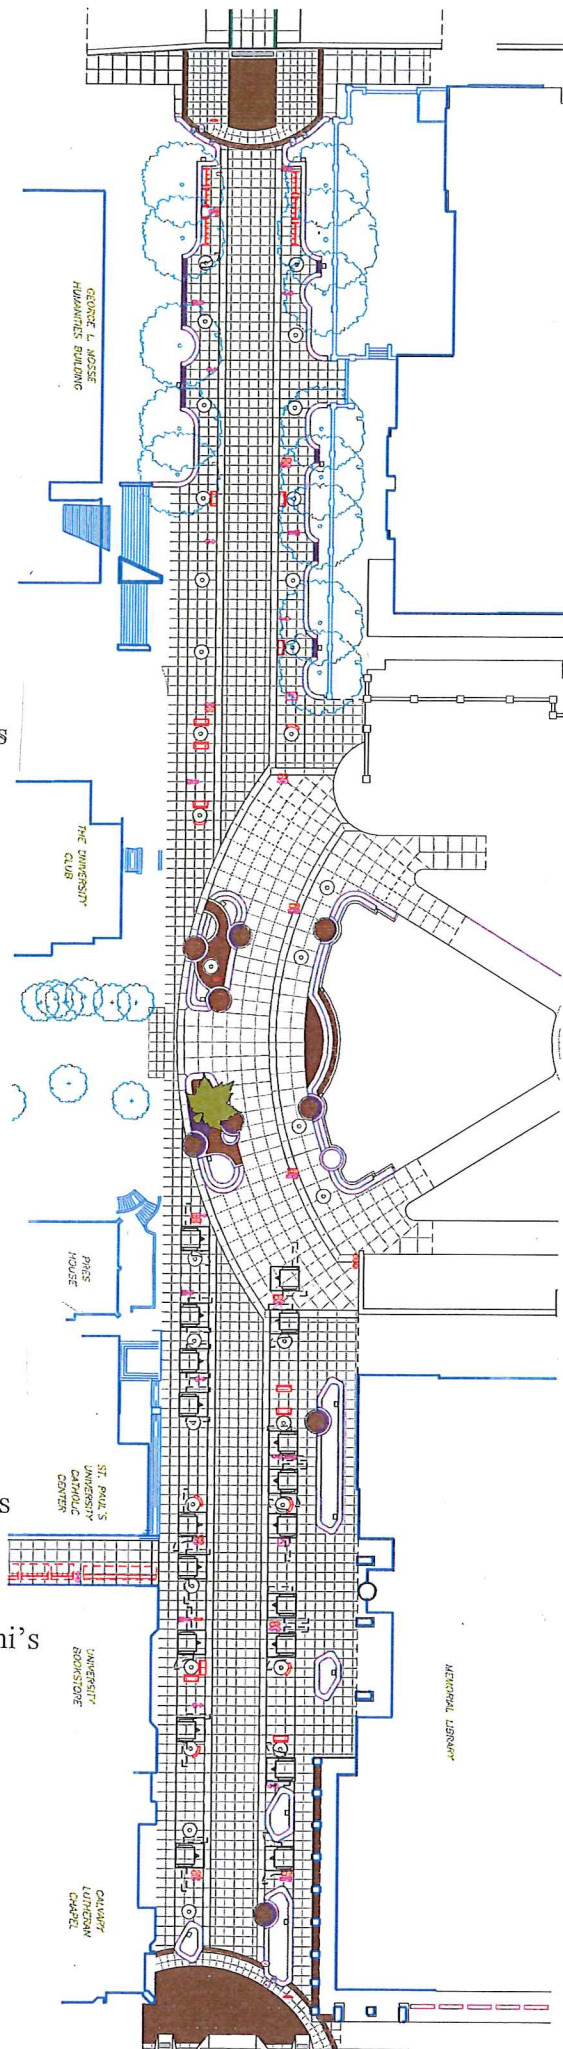 GEORGE L. MOSSE
HUMANITIES BUILDING
s
THE UNIVERSITY
CLUB
PRES
HOUSE
ST. PAUL'S
UNIVERSITY
CATHOLIC
CENTER
s
ni's
UNIVERSITY
BOOKSTORE
MEMORIAL LIBRARY
CALVARY
LUTHERAN
CHAPEL